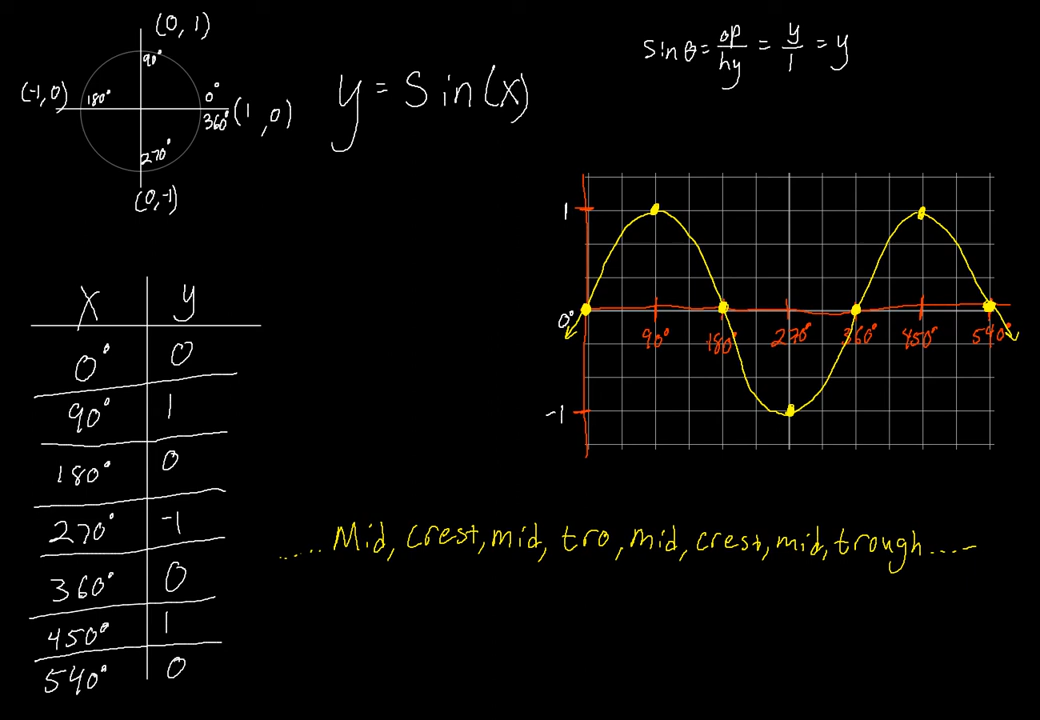 (0, 1)
90°
(-1, 0) 180° 0°
360° (1, 0)
270°
(0, -1)
y = Sin(x)
sinθ = op/hy = y/1 = y
1
0° 90° 180° 270° 360° 450° 540°
-1
x y
0° 0
90° 1
180° 0
270° -1
360° 0
450° 1
540° 0
..... Mid, crest, mid, tro, mid, crest, mid, trough.....